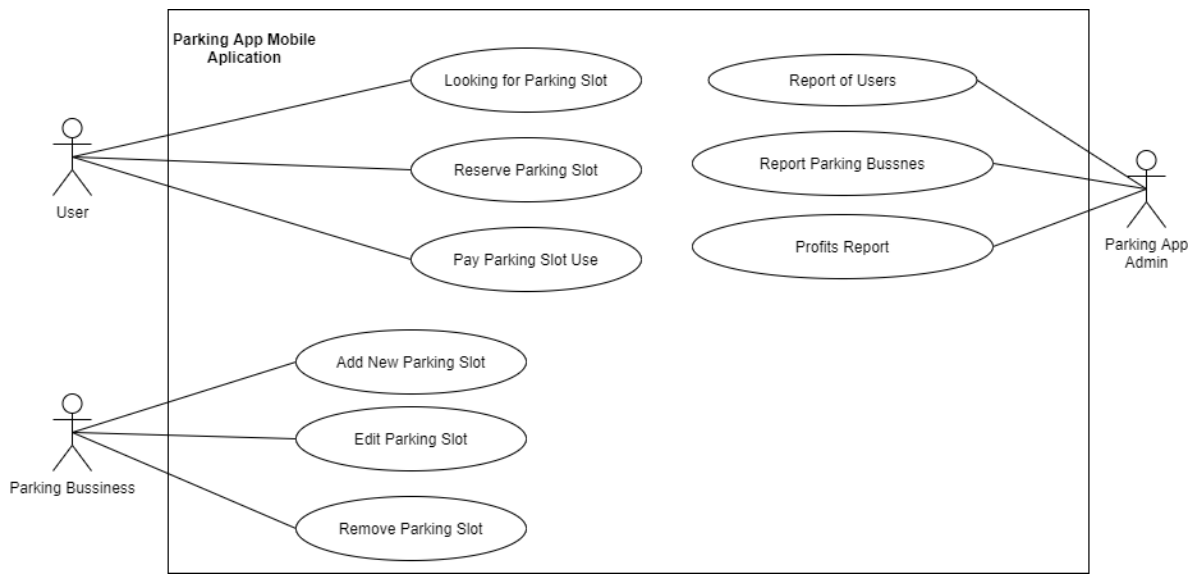 Parking App Mobile
Aplication
Looking for Parking Slot
Report of Users
Reserve Parking Slot
Report Parking Bussnes
User
Parking App
Admin
Pay Parking Slot Use
Profits Report
Add New Parking Slot
Edit Parking Slot
Parking Bussiness
Remove Parking Slot